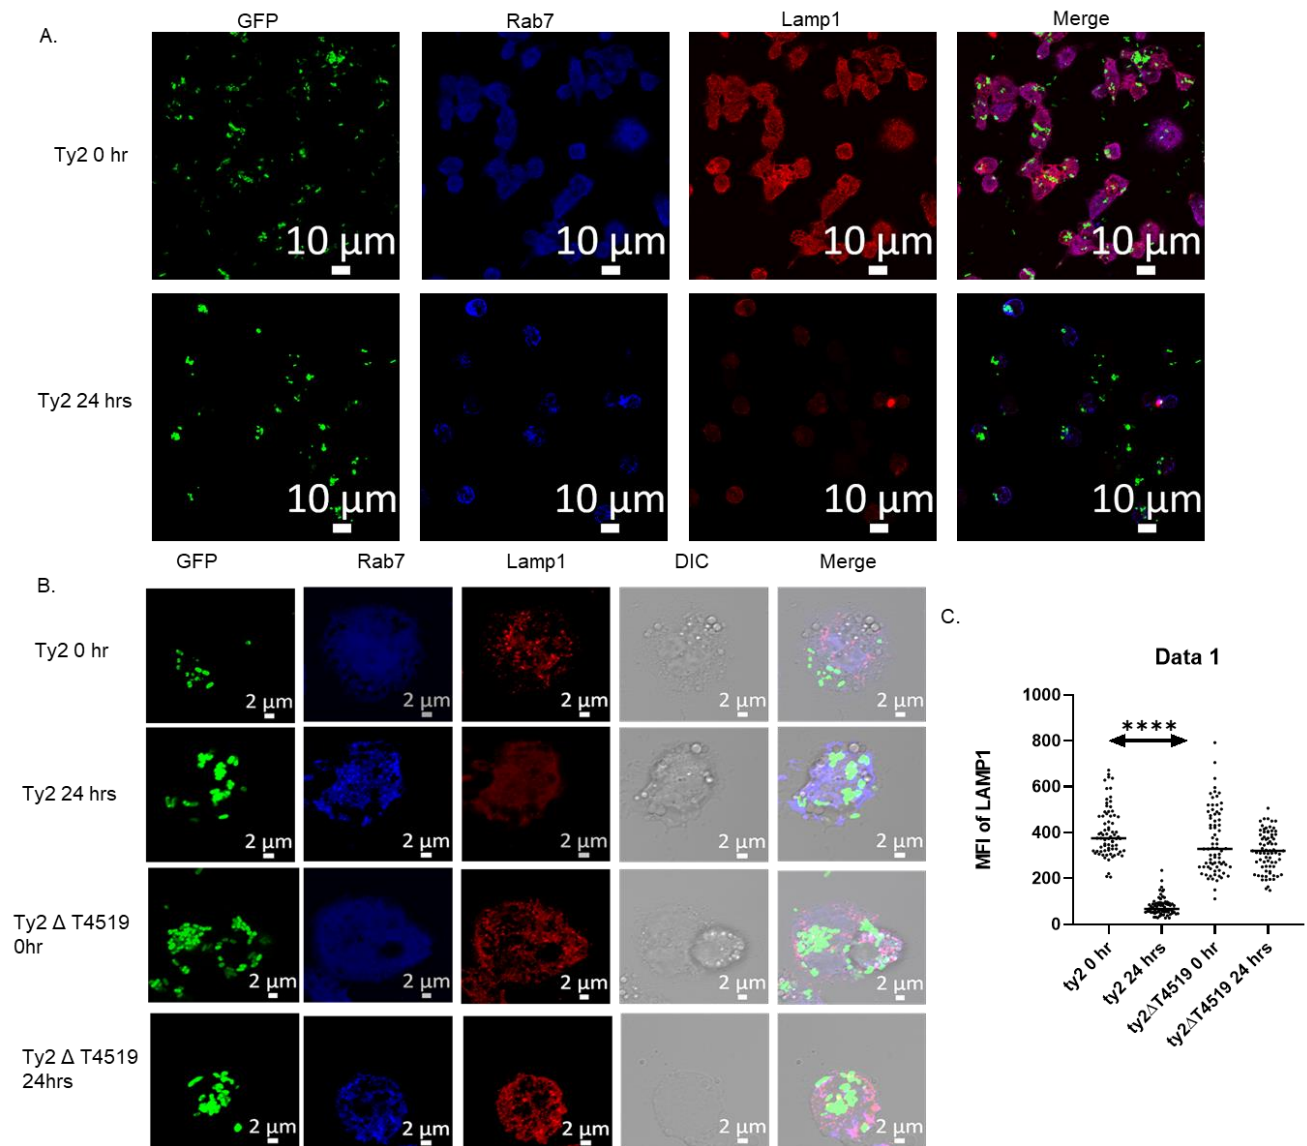 A.
GFP Rab7 Lamp1 Merge
Ty2 0 hr
10 µm 10 µm 10 µm 10 µm
Ty2 24 hrs
10 µm 10 µm 10 µm 10 µm
B.
GFP Rab7 Lamp1 DIC Merge
Ty2 0 hr
2 µm 2 µm 2 µm 2 µm 2 µm
Ty2 24 hrs
2 µm 2 µm 2 µm 2 µm 2 µm
Ty2 Δ T4519
0hr
2 µm 2 µm 2 µm 2 µm 2 µm
Ty2 Δ T4519
24hrs
2 µm 2 µm 2 µm 2 µm 2 µm
C.
Data 1
MFI of LAMP1
1000
800
600
400
200
0
****
ty2 0 hr
ty2 24 hrs
ty2ΔT4519 0 hr
ty2ΔT4519 24 hrs